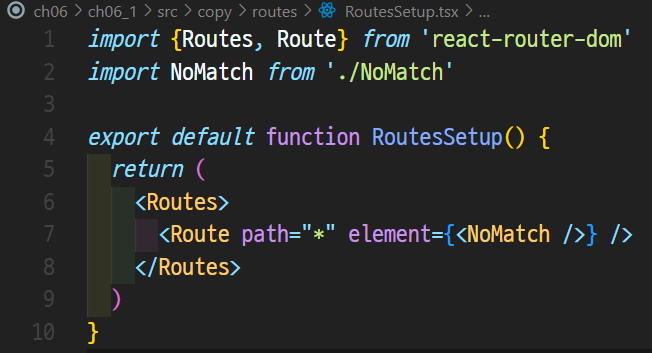 ch06 > ch06_1 > src > copy > routes > RoutesSetup.tsx > ...
1 import {Routes, Route} from 'react-router-dom'
2 import NoMatch from './NoMatch'
3
4 export default function RoutesSetup() {
5   return (
6     <Routes>
7       <Route path="*" element={<NoMatch />} />
8     </Routes>
9   )
10 }